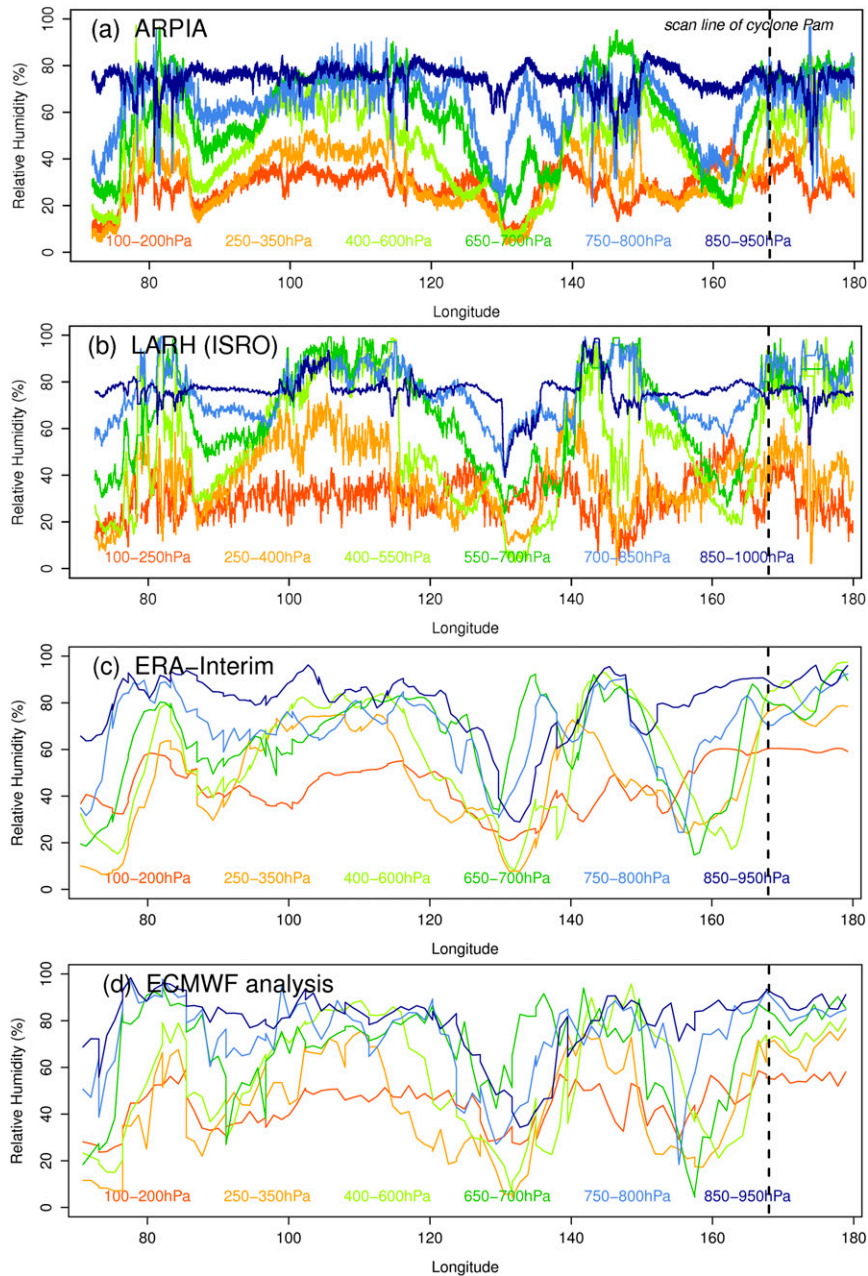 (a) ARPIA
scan line of cyclone Pam
Relative Humidity (%)
0 20 40 60 80 100
100−200hPa 250−350hPa 400−600hPa 650−700hPa 750−800hPa 850−950hPa
80 100 120 140 160 180
Longitude
(b) LARH (ISRO)
Relative Humidity (%)
0 20 40 60 80 100
100−250hPa 250−400hPa 400−550hPa 550−700hPa 700−850hPa 850−1000hPa
80 100 120 140 160 180
Longitude
(c) ERA−Interim
Relative Humidity (%)
0 20 40 60 80 100
100−200hPa 250−350hPa 400−600hPa 650−700hPa 750−800hPa 850−950hPa
80 100 120 140 160 180
Longitude
(d) ECMWF analysis
Relative Humidity (%)
0 20 40 60 80 100
100−200hPa 250−350hPa 400−600hPa 650−700hPa 750−800hPa 850−950hPa
80 100 120 140 160 180
Longitude